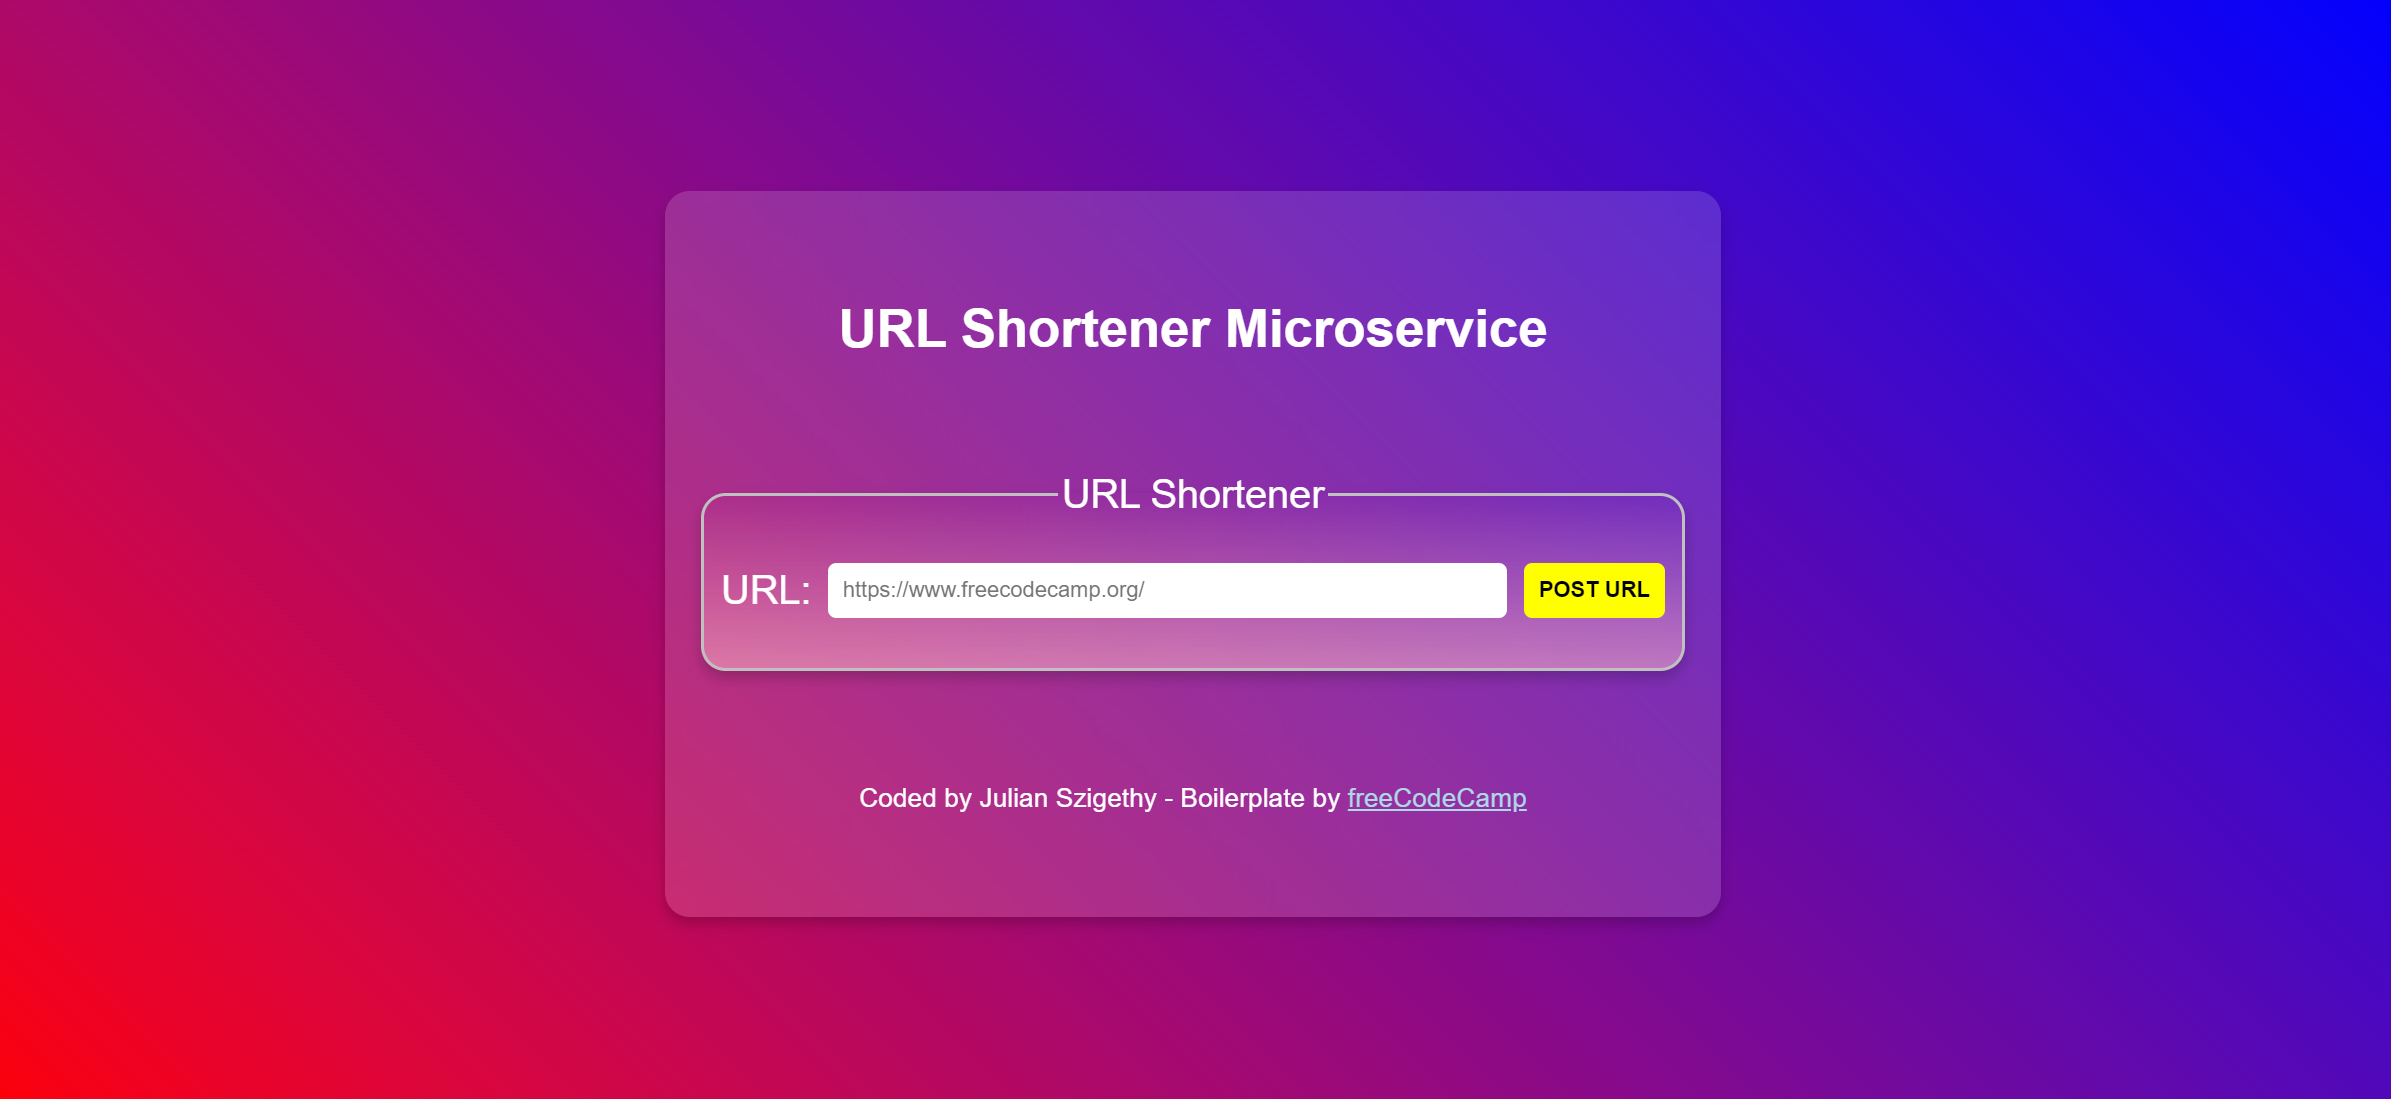 URL Shortener Microservice
URL Shortener
URL: https://www.freecodecamp.org/ POST URL
Coded by Julian Szigethy - Boilerplate by freeCodeCamp